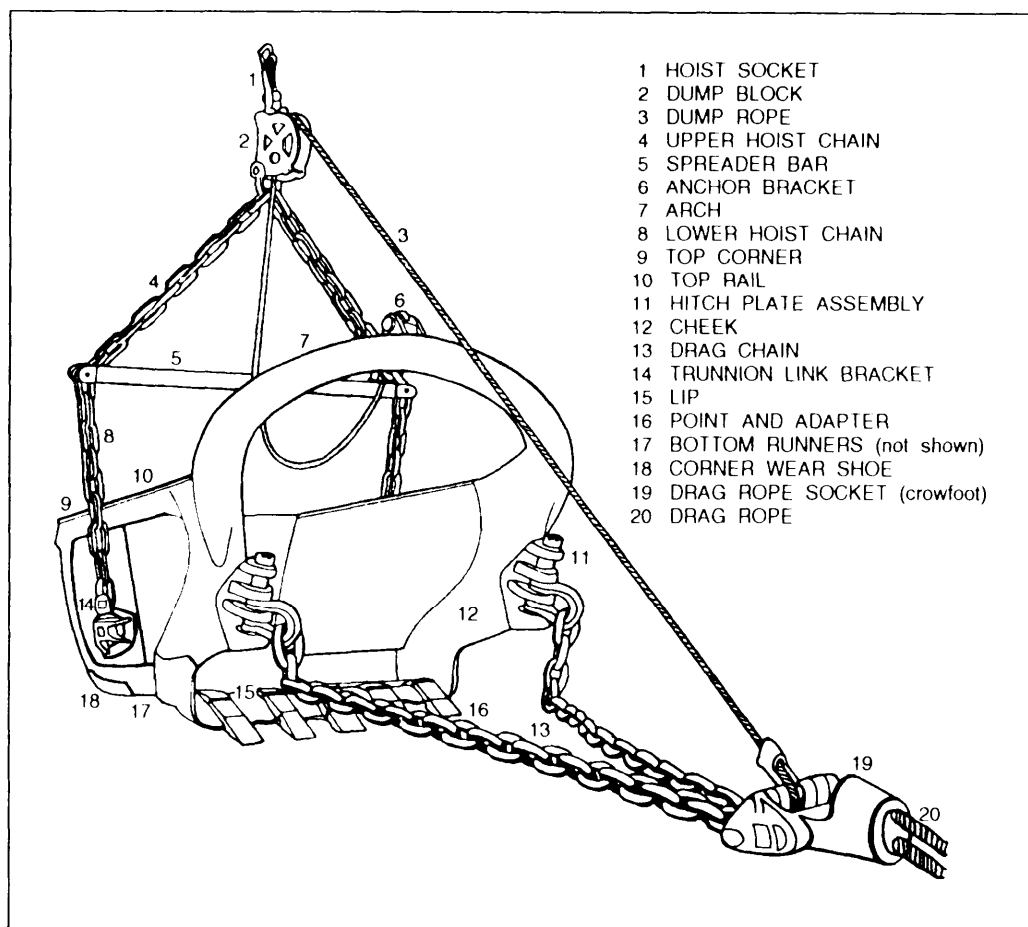 1 HOIST SOCKET
2 DUMP BLOCK
3 DUMP ROPE
4 UPPER HOIST CHAIN
5 SPREADER BAR
6 ANCHOR BRACKET
7 ARCH
8 LOWER HOIST CHAIN
9 TOP CORNER
10 TOP RAIL
11 HITCH PLATE ASSEMBLY
12 CHEEK
13 DRAG CHAIN
14 TRUNNION LINK BRACKET
15 LIP
16 POINT AND ADAPTER
17 BOTTOM RUNNERS (not shown)
18 CORNER WEAR SHOE
19 DRAG ROPE SOCKET (crowfoot)
20 DRAG ROPE
1
2
3
4
6
5
7
8
10
9
11
14
12
15
18
17
16
13
19
20